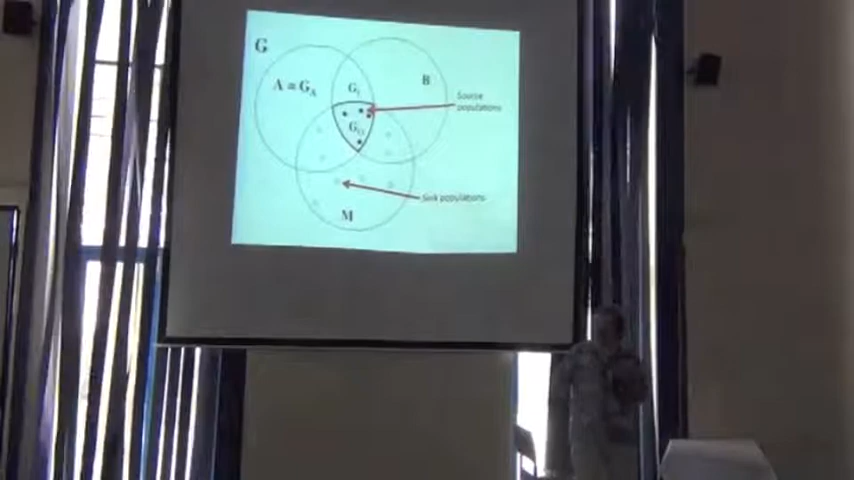 G
A = G_A
G_I
B
Source
populations
G_O
Sink populations
M